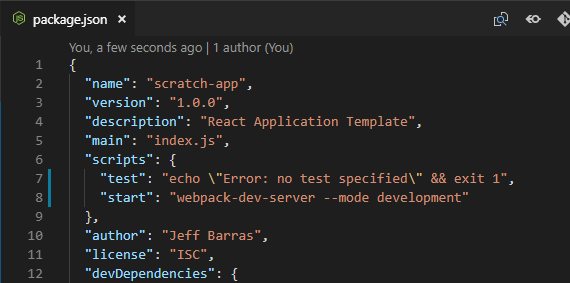 package.json ×
You, a few seconds ago | 1 author (You)
1 {
2 "name": "scratch-app",
3 "version": "1.0.0",
4 "description": "React Application Template",
5 "main": "index.js",
6 "scripts": {
7 "test": "echo \"Error: no test specified\" && exit 1",
8 "start": "webpack-dev-server --mode development"
9 },
10 "author": "Jeff Barras",
11 "license": "ISC",
12 "devDependencies": {